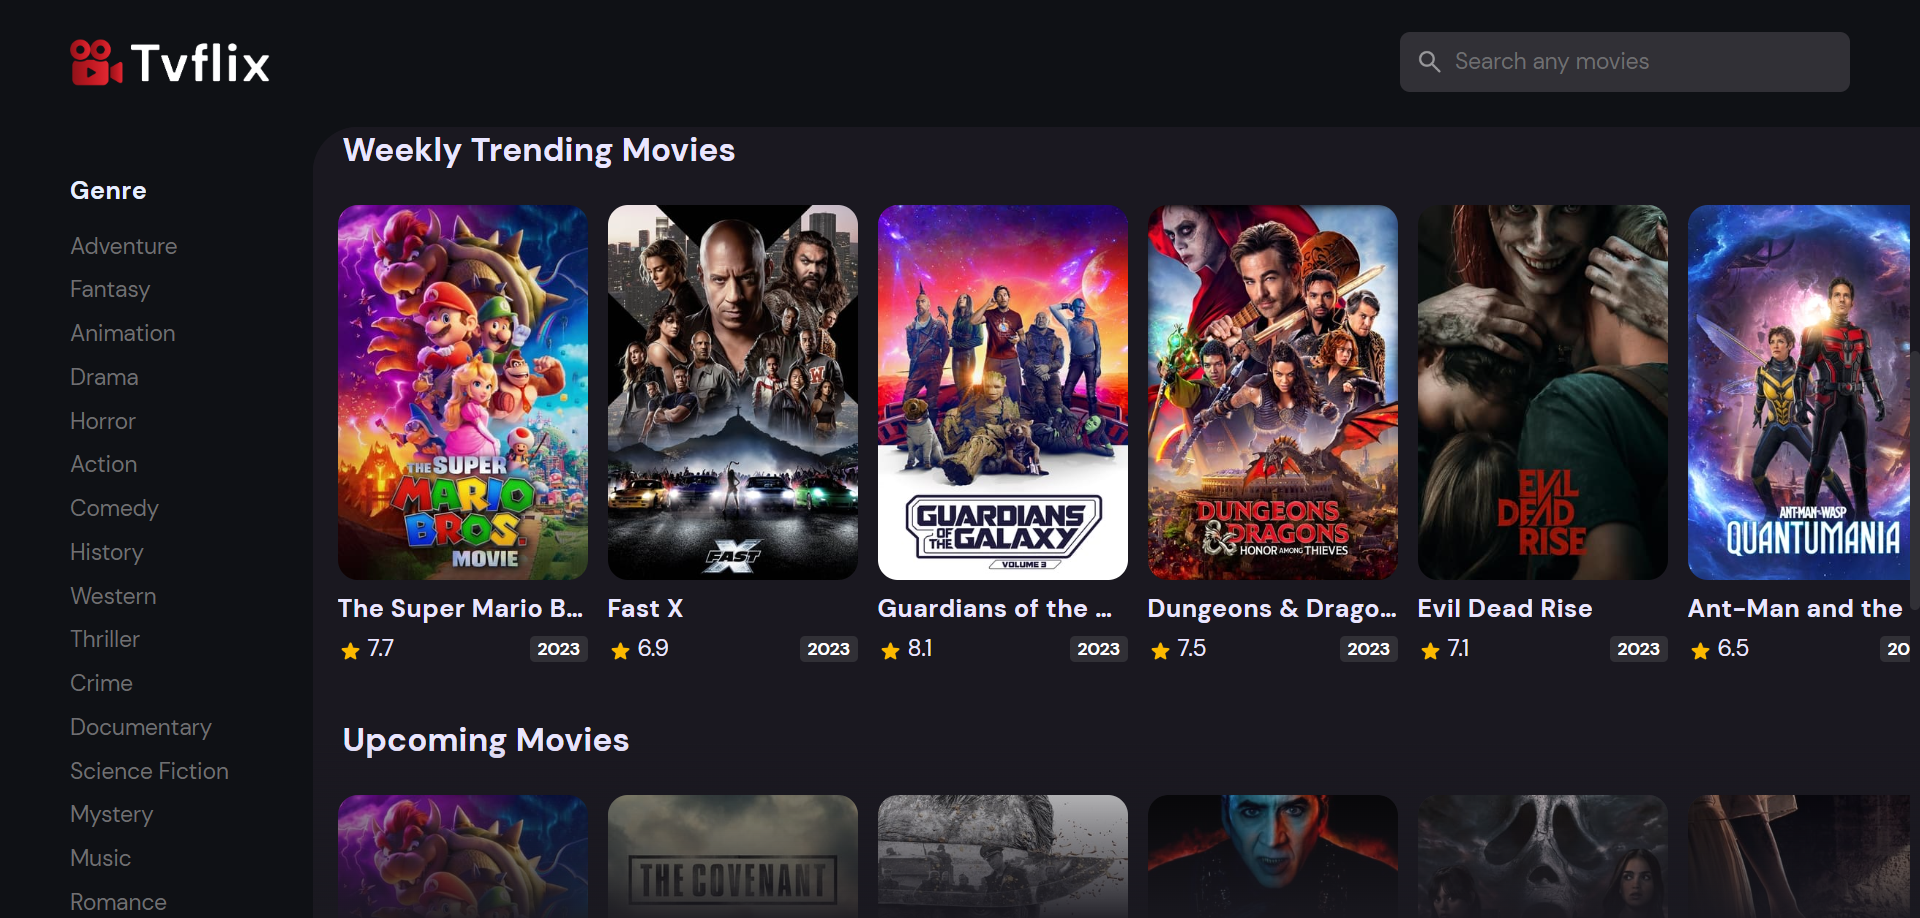 Tvflix
Search any movies
Genre
Adventure
Fantasy
Animation
Drama
Horror
Action
Comedy
History
Western
Thriller
Crime
Documentary
Science Fiction
Mystery
Music
Romance
Weekly Trending Movies
THE SUPER
MARIO
BROS.
MOVIE
FAST X
GUARDIANS
OF THE GALAXY
VOLUME 3
DUNGEONS
& DRAGONS
HONOR AMONG THIEVES
EVIL
DEAD
RISE
ANT-MAN AND THE WASP
QUANTUMANIA
The Super Mario B...
7.7
2023
Fast X
6.9
2023
Guardians of the ...
8.1
2023
Dungeons & Drago...
7.5
2023
Evil Dead Rise
7.1
2023
Ant-Man and the
6.5
20
Upcoming Movies
THE COVENANT